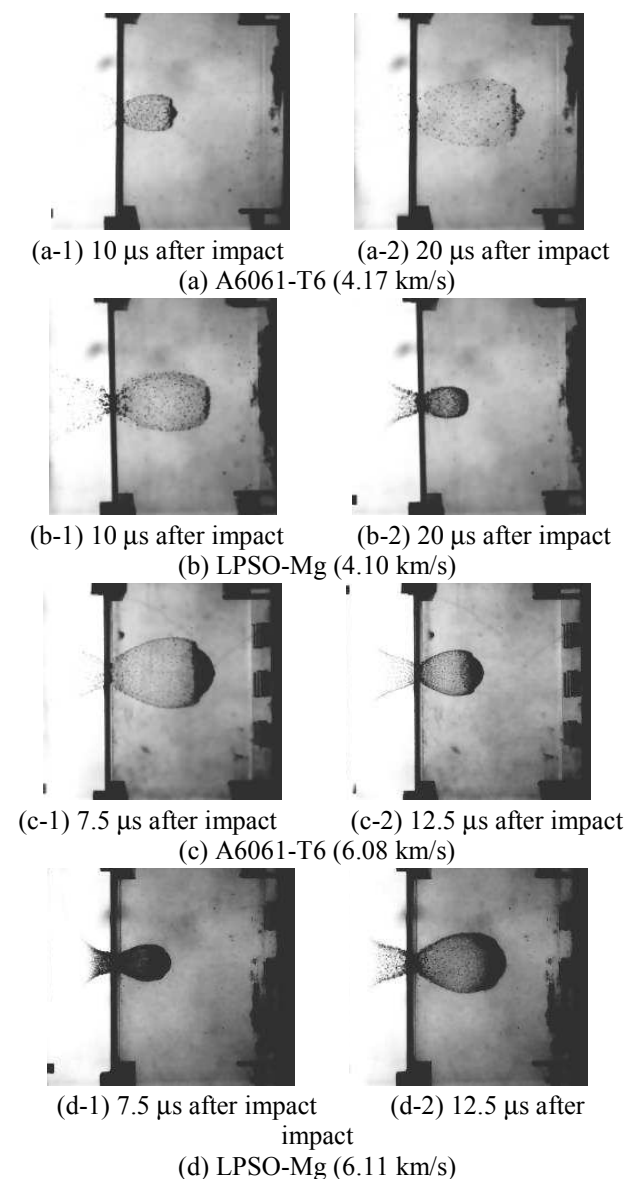 (a-1) 10 μs after impact (a-2) 20 μs after impact
(a) A6061-T6 (4.17 km/s)
(b-1) 10 μs after impact (b-2) 20 μs after impact
(b) LPSO-Mg (4.10 km/s)
(c-1) 7.5 μs after impact (c-2) 12.5 μs after impact
(c) A6061-T6 (6.08 km/s)
(d-1) 7.5 μs after impact (d-2) 12.5 μs after
impact
(d) LPSO-Mg (6.11 km/s)